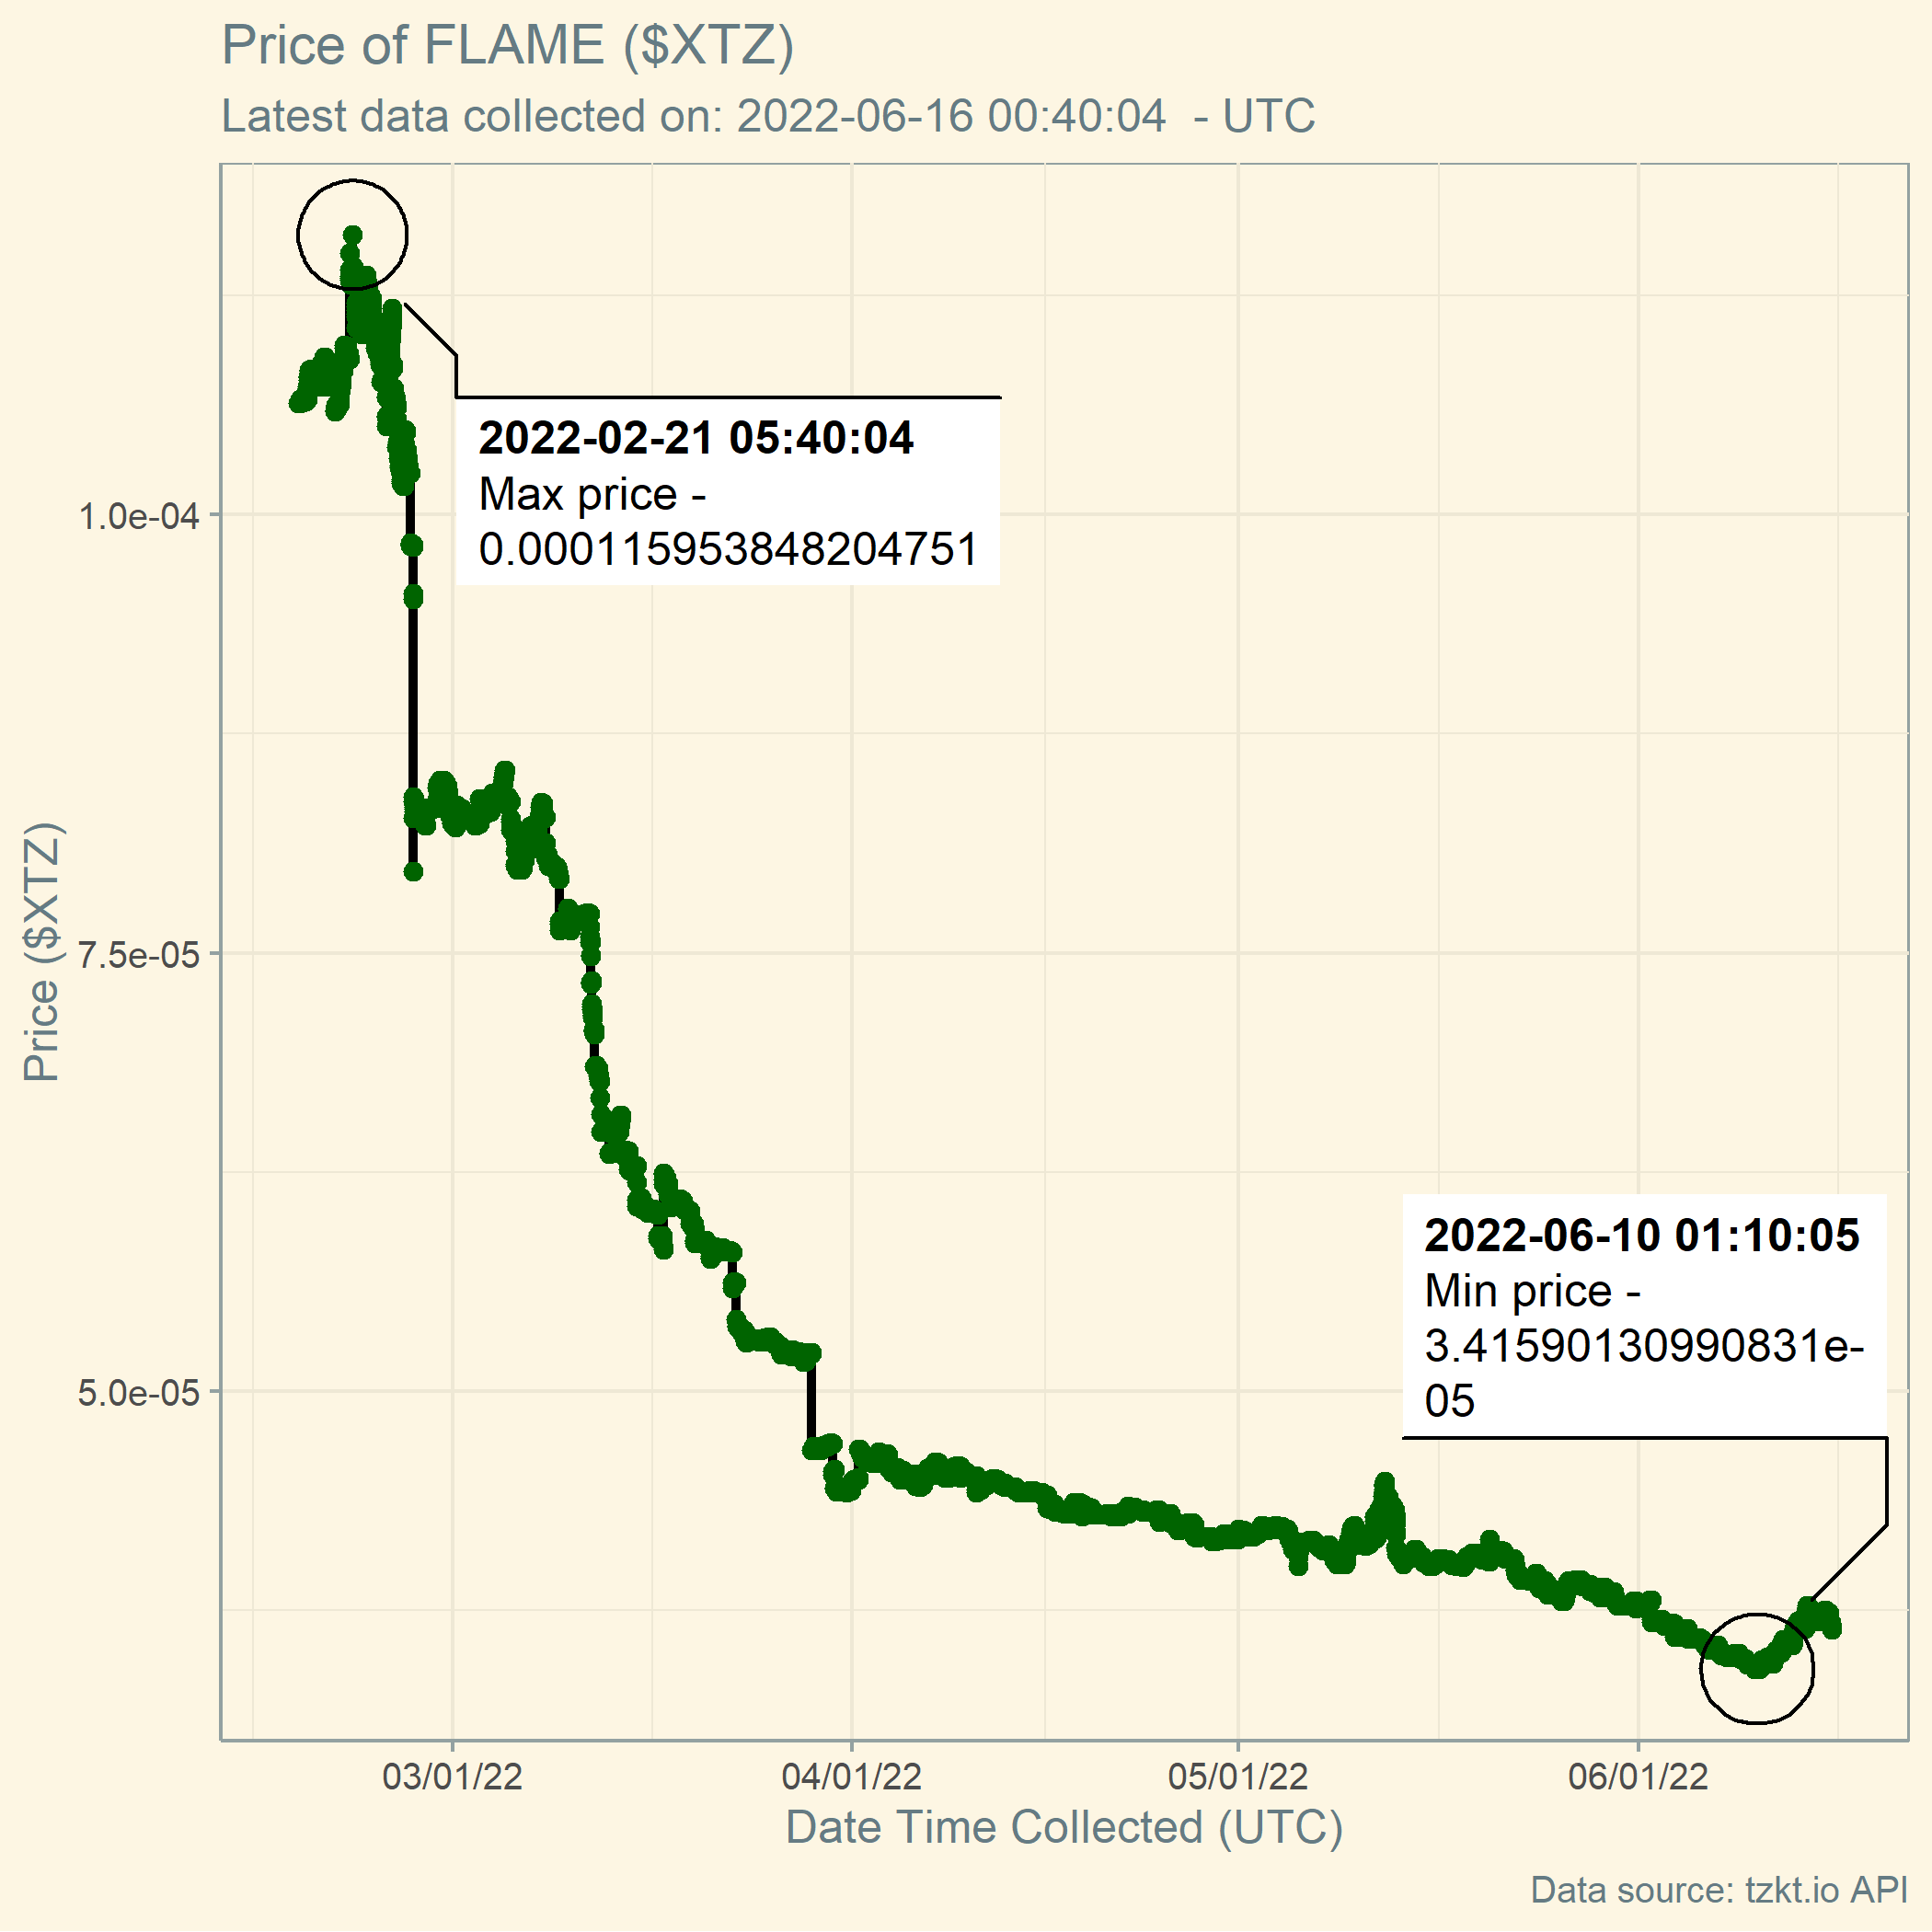 Price of FLAME ($XTZ)
Latest data collected on: 2022-06-16 00:40:04  - UTC
2022-02-21 05:40:04
Max price -
0.000115953848204751
1.0e-04
7.5e-05
5.0e-05
Price ($XTZ)
2022-06-10 01:10:05
Min price -
3.41590130990831e-
05
03/01/22
04/01/22
05/01/22
06/01/22
Date Time Collected (UTC)
Data source: tzkt.io API